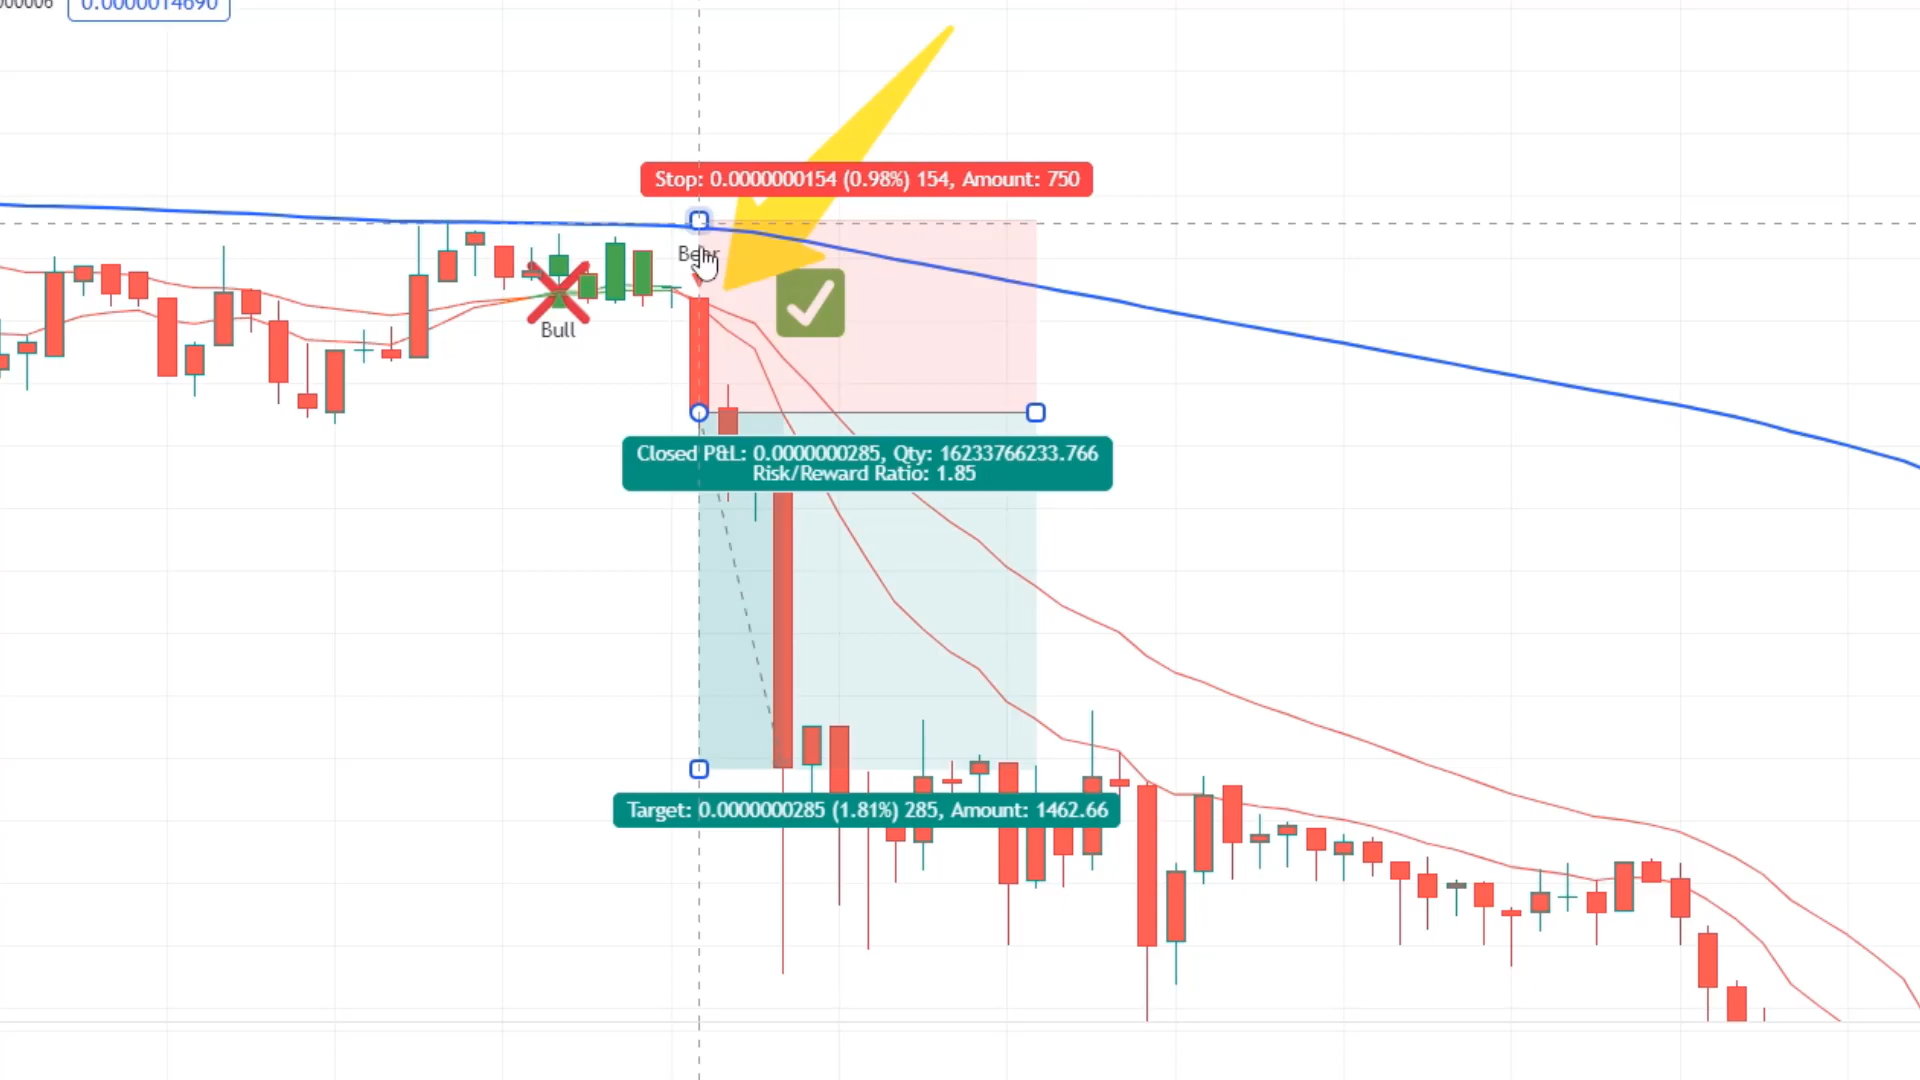 0.0000014690
Stop: 0.0000000154 (0.98%) 154, Amount: 750
Bull
Closed P&L: 0.0000000285, Qty: 16233766233.766
Risk/Reward Ratio: 1.85
Target: 0.0000000285 (1.81%) 285, Amount: 1462.66